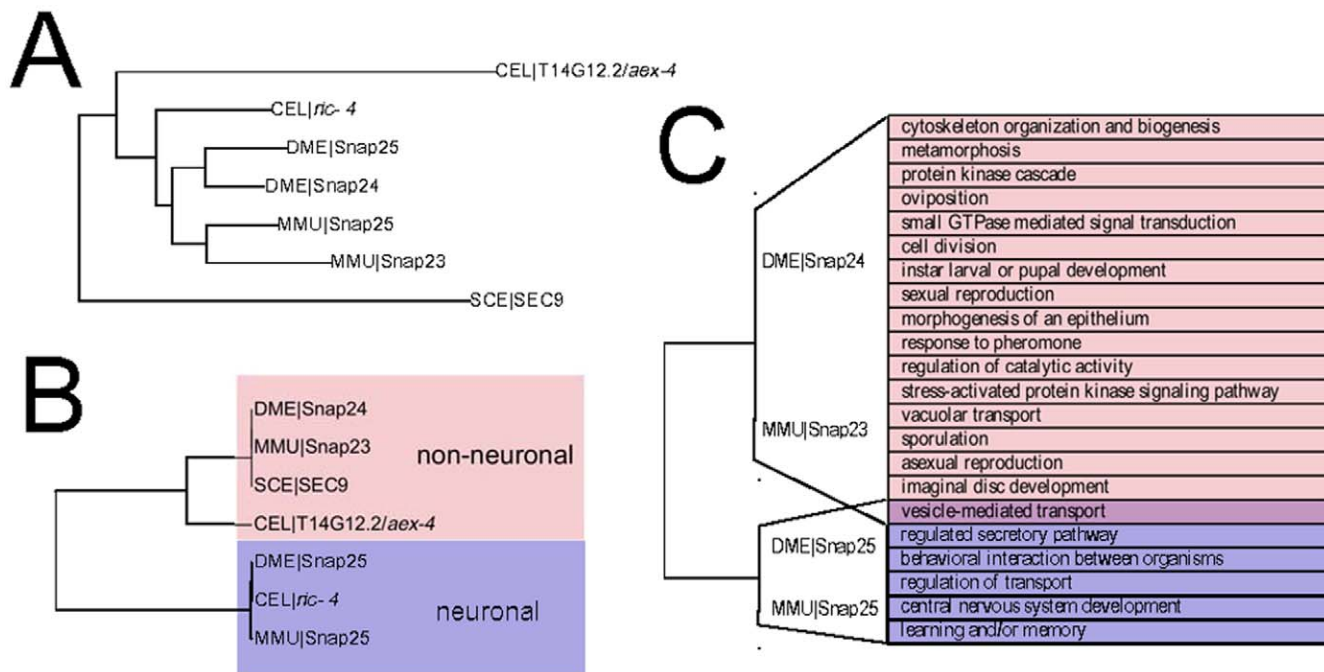 A
CEL|T14G12.2/aex-4
CEL|ric- 4
DME|Snap25
DME|Snap24
MMU|Snap25
MMU|Snap23
SCE|SEC9
B
DME|Snap24
MMU|Snap23
SCE|SEC9
CEL|T14G12.2/aex-4
non-neuronal
DME|Snap25
CEL|ric- 4
MMU|Snap25
neuronal
C
DME|Snap24
MMU|Snap23
DME|Snap25
MMU|Snap25
cytoskeleton organization and biogenesis
metamorphosis
protein kinase cascade
oviposition
small GTPase mediated signal transduction
cell division
instar larval or pupal development
sexual reproduction
morphogenesis of an epithelium
response to pheromone
regulation of catalytic activity
stress-activated protein kinase signaling pathway
vacuolar transport
sporulation
asexual reproduction
imaginal disc development
vesicle-mediated transport
regulated secretory pathway
behavioral interaction between organisms
regulation of transport
central nervous system development
learning and/or memory